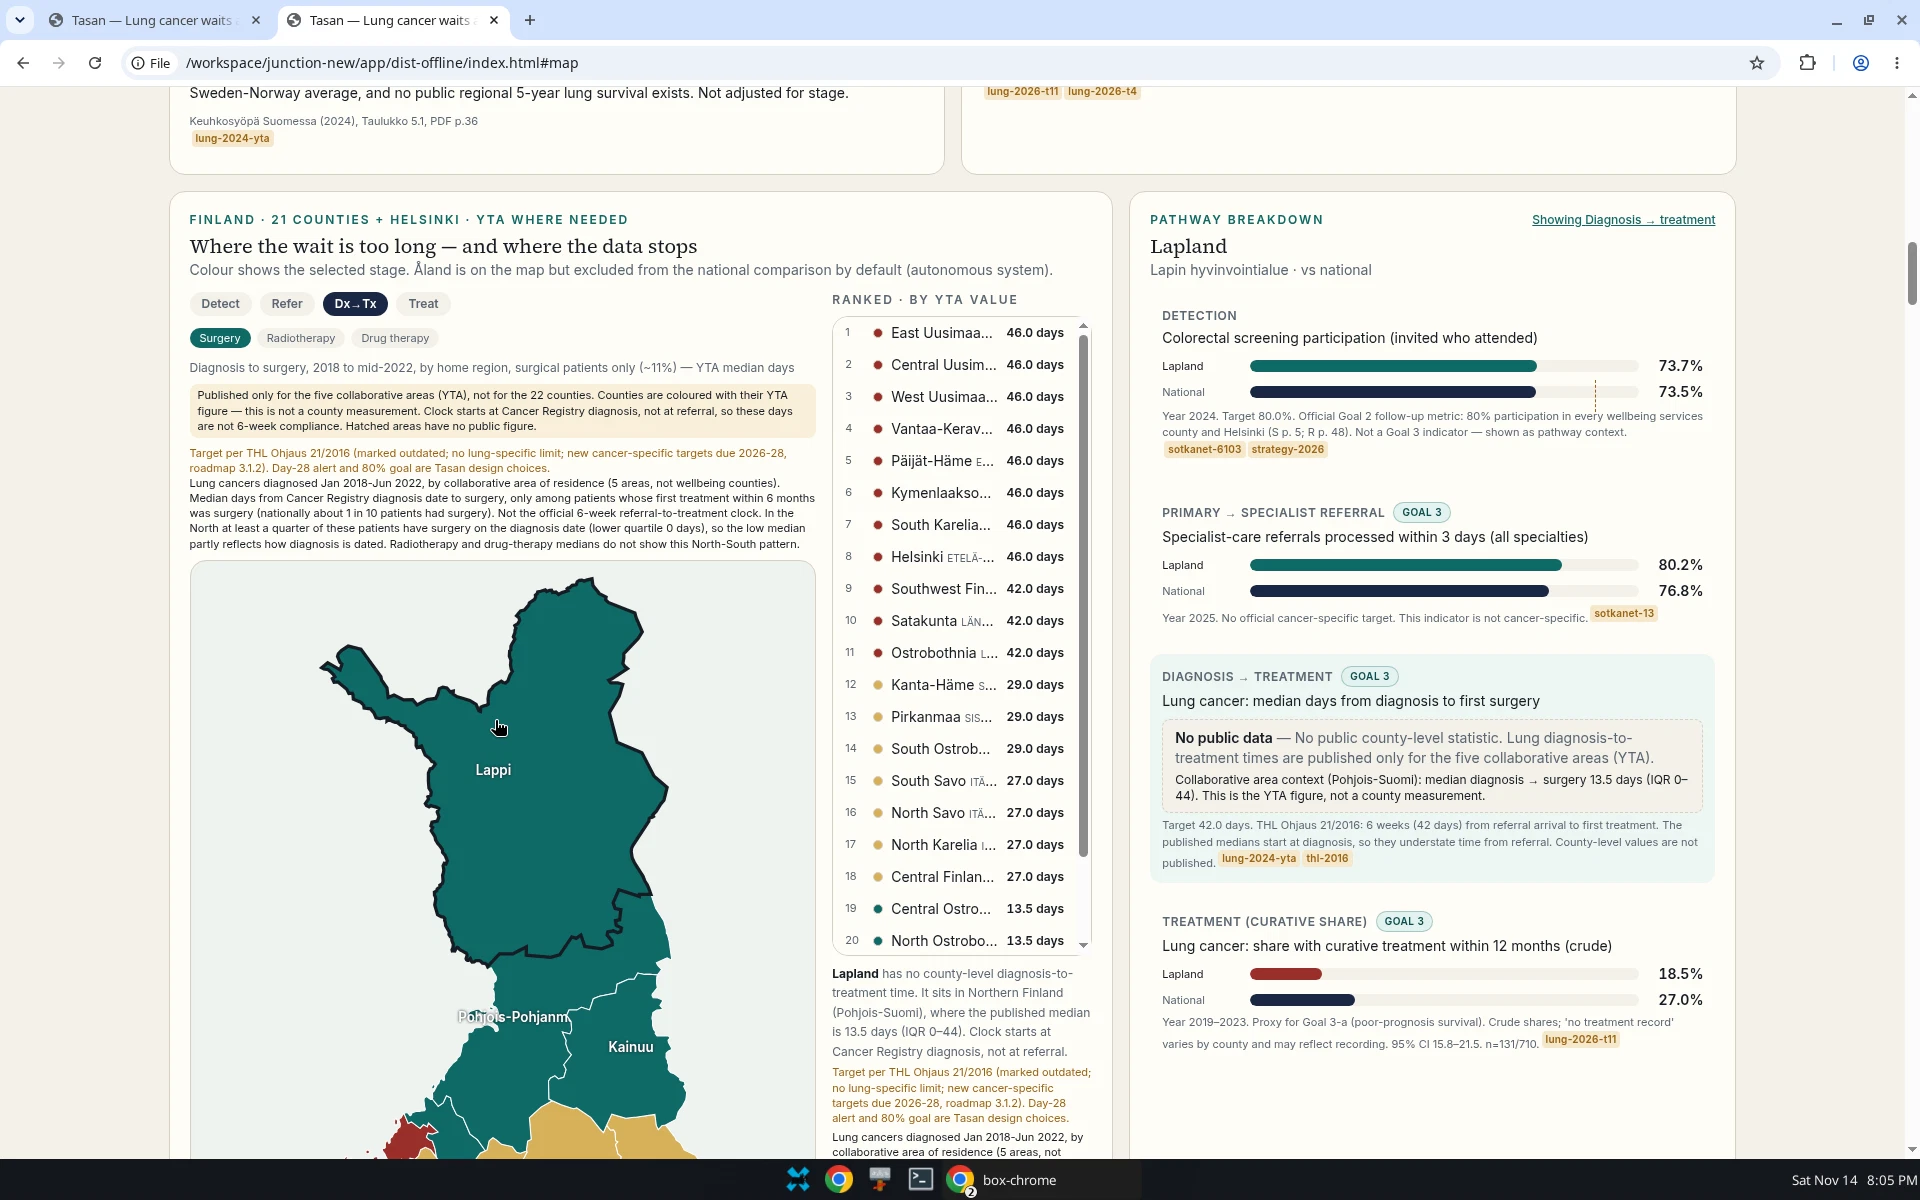 Tasan — Lung cancer waits
Tasan — Lung cancer waits
File
/workspace/junction-new/app/dist-offline/index.html#map
Sweden-Norway average, and no public regional 5-year lung survival exists. Not adjusted for stage.
Keuhkosyöpä Suomessa (2024), Taulukko 5.1, PDF p.36
lung-2024-yta
lung-2026-t11 lung-2026-t4
FINLAND · 21 COUNTIES + HELSINKI · YTA WHERE NEEDED
Where the wait is too long — and where the data stops
Colour shows the selected stage. Åland is on the map but excluded from the national comparison by default (autonomous system).
Detect Refer Dx→Tx Treat
Surgery Radiotherapy Drug therapy
Diagnosis to surgery, 2018 to mid-2022, by home region, surgical patients only (~11%) — YTA median days
Published only for the five collaborative areas (YTA), not for the 22 counties. Counties are coloured with their YTA
figure — this is not a county measurement. Clock starts at Cancer Registry diagnosis, not at referral, so these days
are not 6-week compliance. Hatched areas have no public figure.
Target per THL Ohjaus 21/2016 (marked outdated; no lung-specific limit; new cancer-specific targets due 2026-28,
roadmap 3.1.2). Day-28 alert and 80% goal are Tasan design choices.
Lung cancers diagnosed Jan 2018-Jun 2022, by collaborative area of residence (5 areas, not wellbeing counties).
Median days from Cancer Registry diagnosis date to surgery, only among patients whose first treatment within 6 months
was surgery (nationally about 1 in 10 patients had surgery). Not the official 6-week referral-to-treatment clock. In the
North at least a quarter of these patients have surgery on the diagnosis date (lower quartile 0 days), so the low median
partly reflects how diagnosis is dated. Radiotherapy and drug-therapy medians do not show this North-South pattern.
Lappi
Pohjois-Pohjanm
Kainuu
RANKED · BY YTA VALUE
1 East Uusimaa... 46.0 days
2 Central Uusim... 46.0 days
3 West Uusimaa... 46.0 days
4 Vantaa-Kerav... 46.0 days
5 Päijät-Häme E... 46.0 days
6 Kymenlaakso... 46.0 days
7 South Karelia... 46.0 days
8 Helsinki ETELÄ-... 46.0 days
9 Southwest Fin... 42.0 days
10 Satakunta LÄN... 42.0 days
11 Ostrobothnia L... 42.0 days
12 Kanta-Häme S... 29.0 days
13 Pirkanmaa SIS... 29.0 days
14 South Ostrob... 29.0 days
15 South Savo ITÄ... 27.0 days
16 North Savo ITÄ... 27.0 days
17 North Karelia I... 27.0 days
18 Central Finlan... 27.0 days
19 Central Ostro... 13.5 days
20 North Ostrobo... 13.5 days
Lapland has no county-level diagnosis-to-
treatment time. It sits in Northern Finland
(Pohjois-Suomi), where the published median
is 13.5 days (IQR 0–44). Clock starts at
Cancer Registry diagnosis, not at referral.
Target per THL Ohjaus 21/2016 (marked outdated;
no lung-specific limit; new cancer-specific
targets due 2026-28, roadmap 3.1.2). Day-28
alert and 80% goal are Tasan design choices.
Lung cancers diagnosed Jan 2018-Jun 2022, by
collaborative area of residence (5 areas, not
PATHWAY BREAKDOWN
Showing Diagnosis → treatment
Lapland
Lapin hyvinvointialue · vs national
DETECTION
Colorectal screening participation (invited who attended)
Lapland 73.7%
National 73.5%
Year 2024. Target 80.0%. Official Goal 2 follow-up metric: 80% participation in every wellbeing services
county and Helsinki (S p. 5; R p. 48). Not a Goal 3 indicator — shown as pathway context.
sotkanet-6103 strategy-2026
PRIMARY → SPECIALIST REFERRAL GOAL 3
Specialist-care referrals processed within 3 days (all specialties)
Lapland 80.2%
National 76.8%
Year 2025. No official cancer-specific target. This indicator is not cancer-specific. sotkanet-13
DIAGNOSIS → TREATMENT GOAL 3
Lung cancer: median days from diagnosis to first surgery
No public data — No public county-level statistic. Lung diagnosis-to-
treatment times are published only for the five collaborative areas (YTA).
Collaborative area context (Pohjois-Suomi): median diagnosis → surgery 13.5 days (IQR 0–
44). This is the YTA figure, not a county measurement.
Target 42.0 days. THL Ohjaus 21/2016: 6 weeks (42 days) from referral arrival to first treatment. The
published medians start at diagnosis, so they understate time from referral. County-level values are not
published. lung-2024-yta thl-2016
TREATMENT (CURATIVE SHARE) GOAL 3
Lung cancer: share with curative treatment within 12 months (crude)
Lapland 18.5%
National 27.0%
Year 2019–2023. Proxy for Goal 3-a (poor-prognosis survival). Crude shares; 'no treatment record'
varies by county and may reflect recording. 95% CI 15.8–21.5. n=131/710. lung-2026-t11
2
box-chrome
Sat Nov 14 8:05 PM